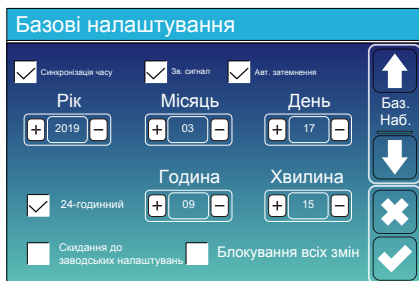 Базові налаштування
Синхронізація часу
Зв. сигнал
Авт. затемнення
Рік
Місяць
День
+ 2019 −
+ 03 −
+ 17 −
Баз.
Наб.
Година
Хвилина
24-годинний
+ 09 −
+ 15 −
Скидання до
заводських налаштувань
Блокування всіх змін